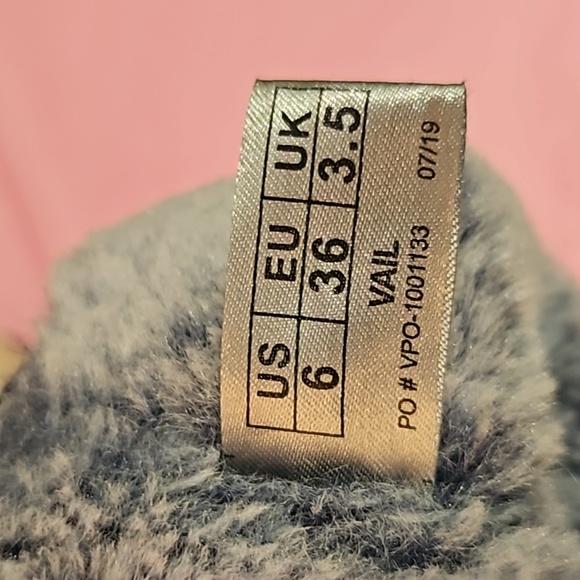 US EU UK
6 36 3.5
VAIL
PO # VPO-1001133 07/19